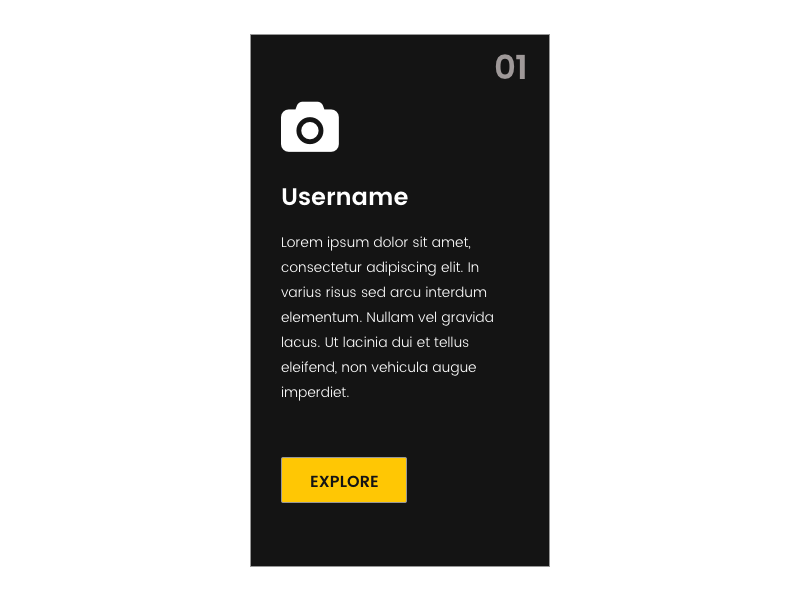 01
Username
Lorem ipsum dolor sit amet,
consectetur adipiscing elit. In
varius risus sed arcu interdum
elementum. Nullam vel gravida
lacus. Ut lacinia dui et tellus
eleifend, non vehicula augue
imperdiet.
EXPLORE